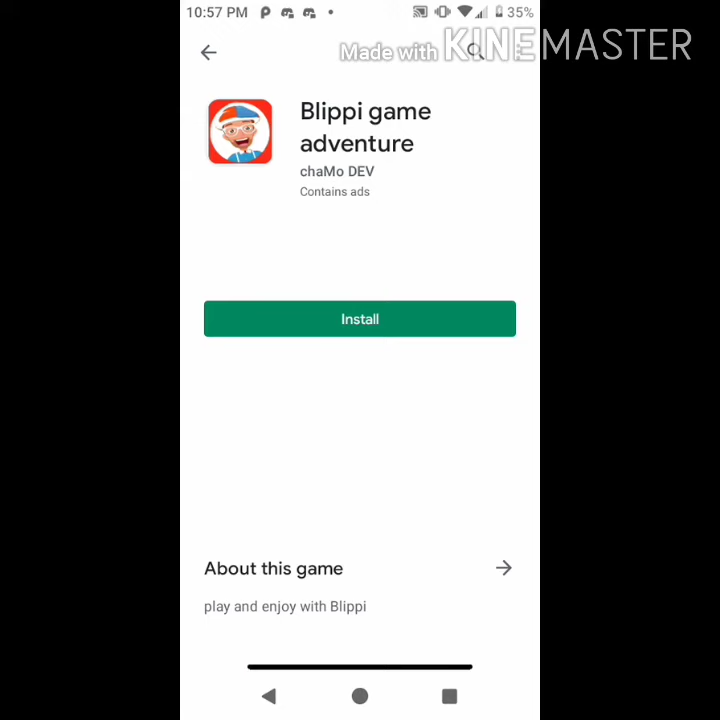 10:57 PM
35%
Made with KINEMASTER
Blippi game
adventure
chaMo DEV
Contains ads
Install
About this game
play and enjoy with Blippi